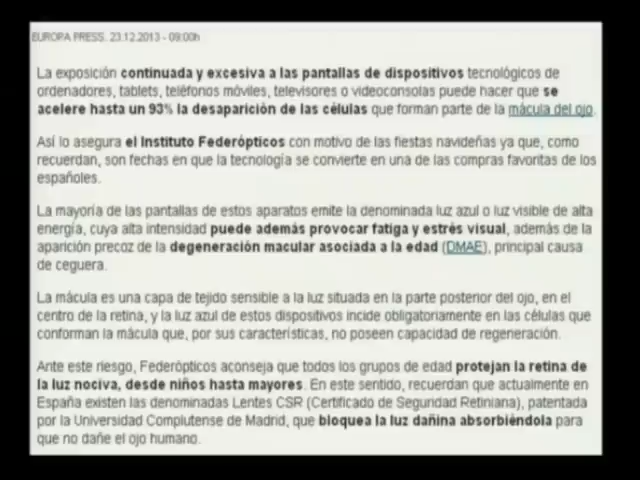 EUROPA PRESS. 23.12.2013 - 09:00h
La exposición continuada y excesiva a las pantallas de dispositivos tecnológicos de
ordenadores, tablets, teléfonos móviles, televisores o videoconsolas puede hacer que se
acelere hasta un 93% la desaparición de las células que forman parte de la mácula del ojo.
Así lo asegura el Instituto Federópticos con motivo de las fiestas navideñas ya que, como
recuerdan, son fechas en que la tecnología se convierte en una de las compras favoritas de los
españoles.
La mayoría de las pantallas de estos aparatos emite la denominada luz azul o luz visible de alta
energía, cuya alta intensidad puede además provocar fatiga y estrés visual, además de la
aparición precoz de la degeneración macular asociada a la edad (DMAE), principal causa
de ceguera.
La mácula es una capa de tejido sensible a la luz situada en la parte posterior del ojo, en el
centro de la retina, y la luz azul de estos dispositivos incide obligatoriamente en las células que
conforman la mácula que, por sus características, no poseen capacidad de regeneración.
Ante este riesgo, Federópticos aconseja que todos los grupos de edad protejan la retina de
la luz nociva, desde niños hasta mayores. En este sentido, recuerdan que actualmente en
España existen las denominadas Lentes CSR (Certificado de Seguridad Retiniana), patentada
por la Universidad Complutense de Madrid, que bloquea la luz dañina absorbiéndola para
que no dañe el ojo humano.